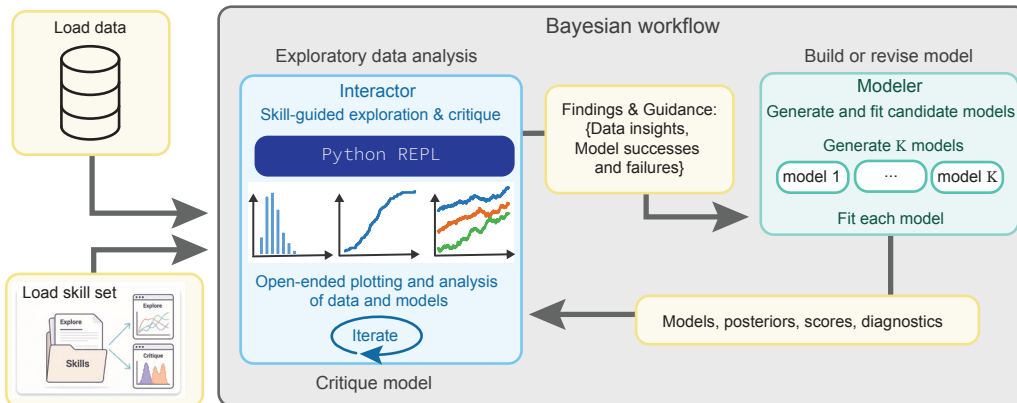 Load data
Load skill set
Explore
Skills
Explore
Critique
Bayesian workflow
Exploratory data analysis
Interactor
Skill-guided exploration & critique
Python REPL
Open-ended plotting and analysis
of data and models
Iterate
Critique model
Findings & Guidance:
{Data insights,
Model successes
and failures}
Build or revise model
Modeler
Generate and fit candidate models
Generate K models
model 1
...
model K
Fit each model
Models, posteriors, scores, diagnostics